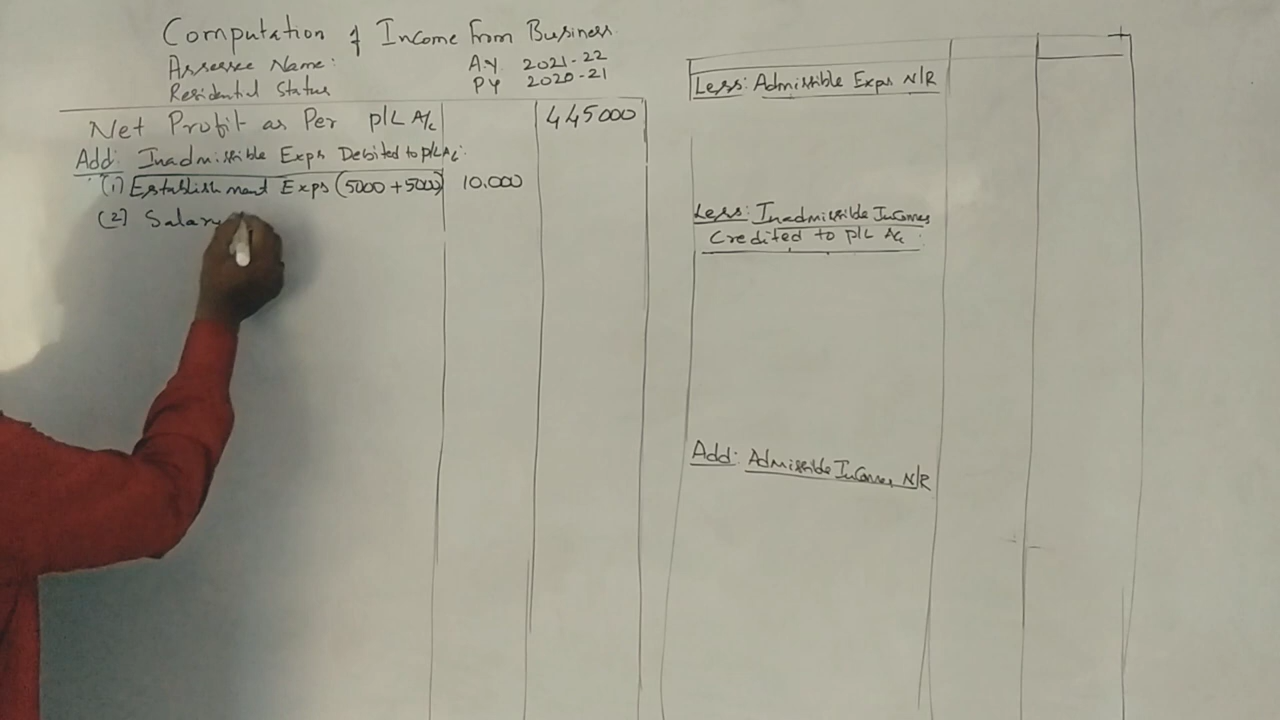 Computation of Income From Business
Assessee Name: AY 2021-22
Residential Status PY 2020-21
Net Profit as Per P/L A/c 445000
Add: Inadmissible Exps Debited to P/L A/c:
(1) Establishment Exps (5000 + 5000) 10.000
(2) Salary
Less: Admissible Exps N/R
Less: Inadmissible Incomes
Credited to P/L A/c:
Add: Admissible Incomes N/R